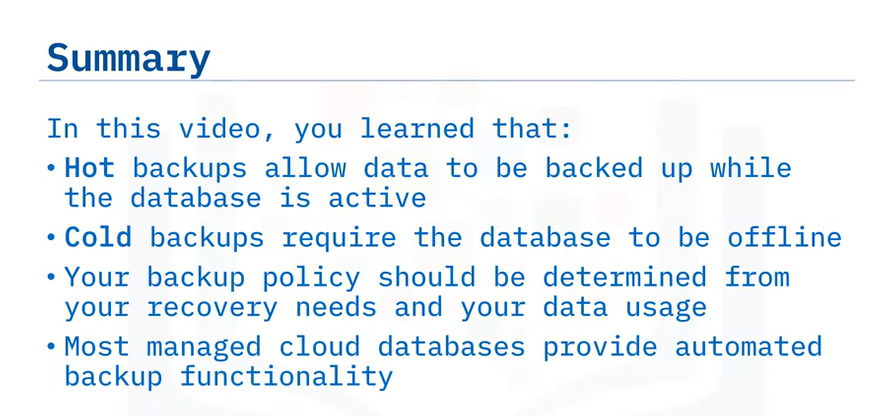 Summary
In this video, you learned that:
• Hot backups allow data to be backed up while
the database is active
• Cold backups require the database to be offline
• Your backup policy should be determined from
your recovery needs and your data usage
• Most managed cloud databases provide automated
backup functionality